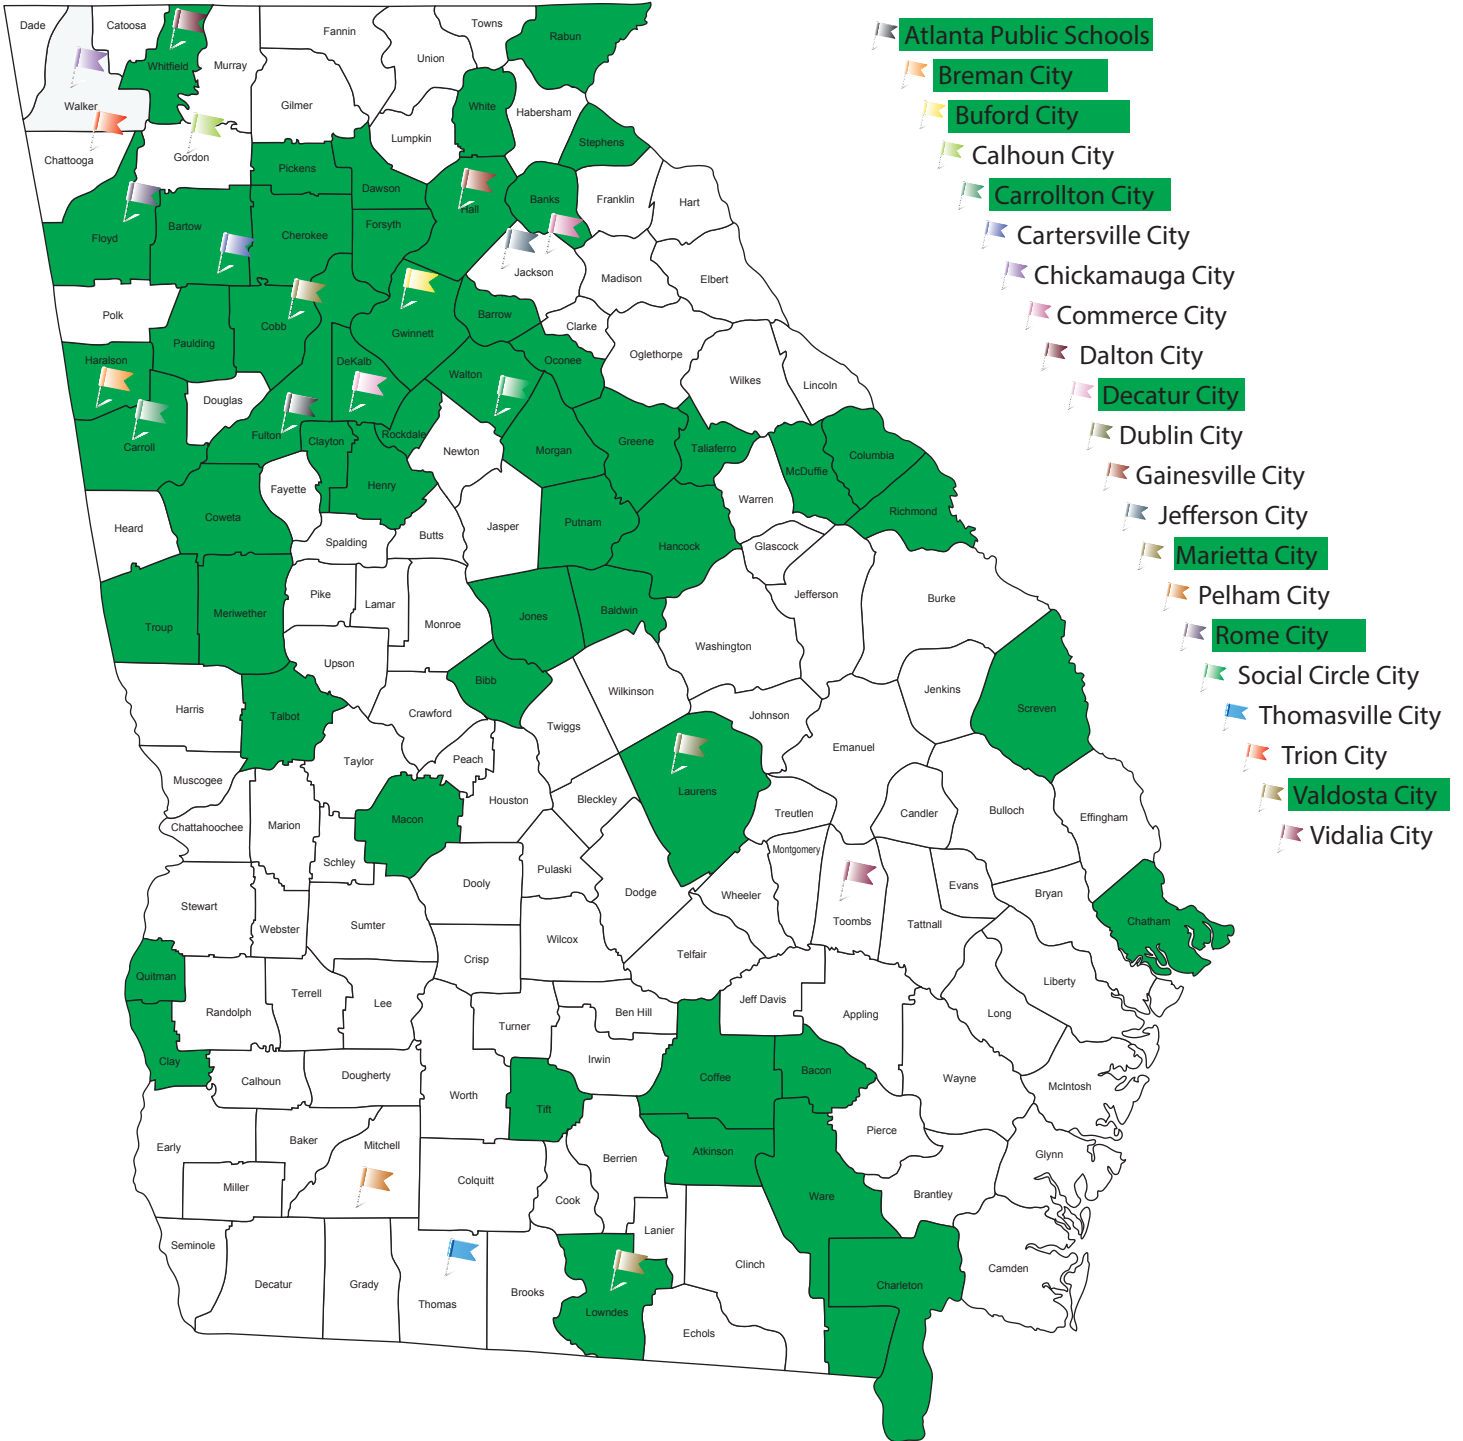 Dade
Catoosa
Whitfield
Murray
Fannin
Union
Towns
Rabun
Walker
Gilmer
White
Habersham
Lumpkin
Stephens
Chattooga
Gordon
Pickens
Dawson
Hall
Banks
Franklin
Hart
Floyd
Bartow
Cherokee
Forsyth
Jackson
Madison
Elbert
Polk
Paulding
Cobb
Gwinnett
Barrow
Clarke
Oconee
Oglethorpe
Haralson
DeKalb
Walton
Wilkes
Lincoln
Douglas
Carroll
Fulton
Clayton
Rockdale
Newton
Morgan
Greene
Taliaferro
McDuffie
Columbia
Heard
Coweta
Fayette
Henry
Jasper
Putnam
Warren
Richmond
Spalding
Butts
Hancock
Glascock
Troup
Meriwether
Pike
Lamar
Monroe
Jones
Baldwin
Jefferson
Burke
Washington
Upson
Harris
Talbot
Crawford
Bibb
Wilkinson
Jenkins
Screven
Twiggs
Johnson
Emanuel
Muscogee
Taylor
Peach
Houston
Bleckley
Laurens
Treutlen
Candler
Bulloch
Effingham
Chattahoochee
Marion
Schley
Macon
Dooly
Pulaski
Dodge
Montgomery
Wheeler
Toombs
Tattnall
Evans
Bryan
Chatham
Stewart
Webster
Sumter
Crisp
Wilcox
Telfair
Quitman
Randolph
Terrell
Lee
Turner
Ben Hill
Jeff Davis
Appling
Long
Liberty
Clay
Calhoun
Dougherty
Worth
Tift
Irwin
Coffee
Bacon
Wayne
McIntosh
Early
Baker
Mitchell
Miller
Colquitt
Cook
Berrien
Atkinson
Ware
Pierce
Brantley
Glynn
Seminole
Decatur
Grady
Thomas
Brooks
Lanier
Lowndes
Clinch
Echols
Charleton
Camden
Atlanta Public Schools
Breman City
Buford City
Calhoun City
Carrollton City
Cartersville City
Chickamauga City
Commerce City
Dalton City
Decatur City
Dublin City
Gainesville City
Jefferson City
Marietta City
Pelham City
Rome City
Social Circle City
Thomasville City
Trion City
Valdosta City
Vidalia City